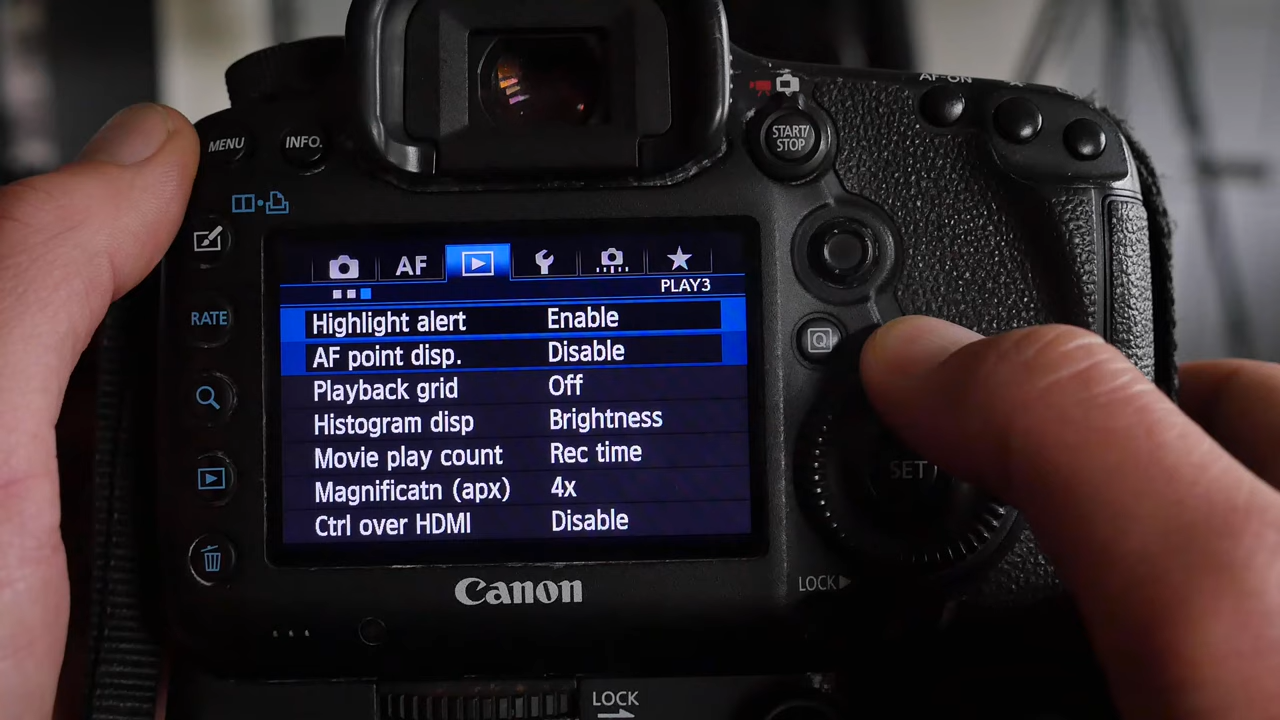 AF-ON
START/
STOP
MENU
INFO.
AF
PLAY3
Highlight alert Enable
AF point disp. Disable
RATE
Playback grid Off
Q
Histogram disp Brightness
Movie play count Rec time
Magnificatn (apx) 4x
SET
Ctrl over HDMI Disable
LOCK
Canon
LOCK